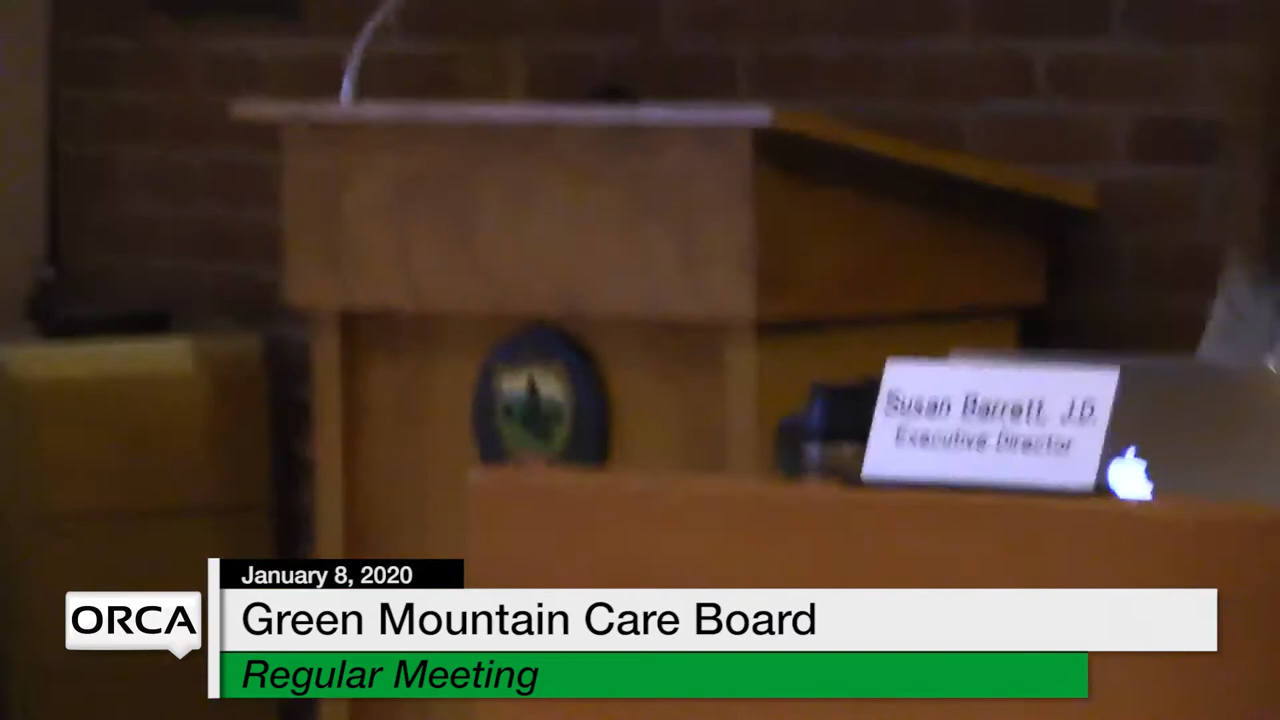 Susan Barrett, J.D.
Executive Director
January 8, 2020
ORCA
Green Mountain Care Board
Regular Meeting